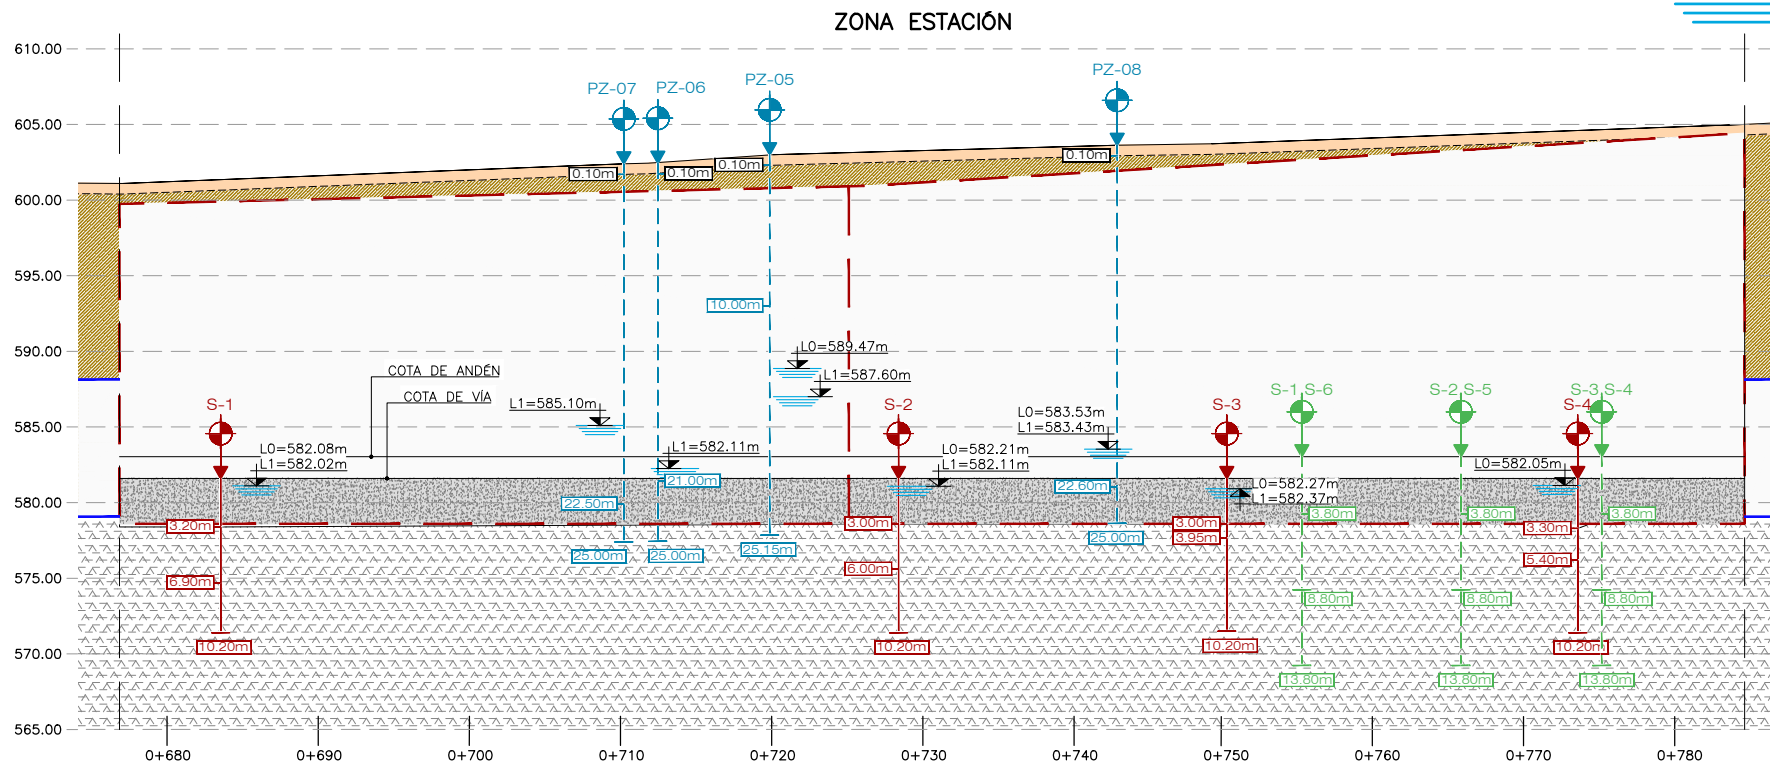 ZONA ESTACIÓN
610.00
PZ-08
PZ-05
PZ-07
PZ-06
605.00
0.10m
0.10m
0.10m
0.10m
600.00
595.00
10.00m
590.00
L0=589.47m
L1=587.60m
COTA DE ANDÉN
COTA DE VÍA
585.00
S-1
L1=585.10m
S-2
L0=583.53m
L1=583.43m
S-3
S-1
S-6
S-2
S-5
S-3
S-4
S-4
L0=582.08m
L1=582.02m
L1=582.11m
L0=582.21m
L1=582.11m
L0=582.05m
21.00m
22.60m
L0=582.27m
L1=582.37m
580.00
22.50m
3.80m
3.80m
3.80m
3.20m
3.00m
3.00m
3.30m
25.00m
25.00m
25.15m
25.00m
3.95m
5.40m
575.00
6.90m
6.00m
8.80m
8.80m
8.80m
570.00
10.20m
10.20m
10.20m
10.20m
13.80m
13.80m
13.80m
565.00
0+680
0+690
0+700
0+710
0+720
0+730
0+740
0+750
0+760
0+770
0+780